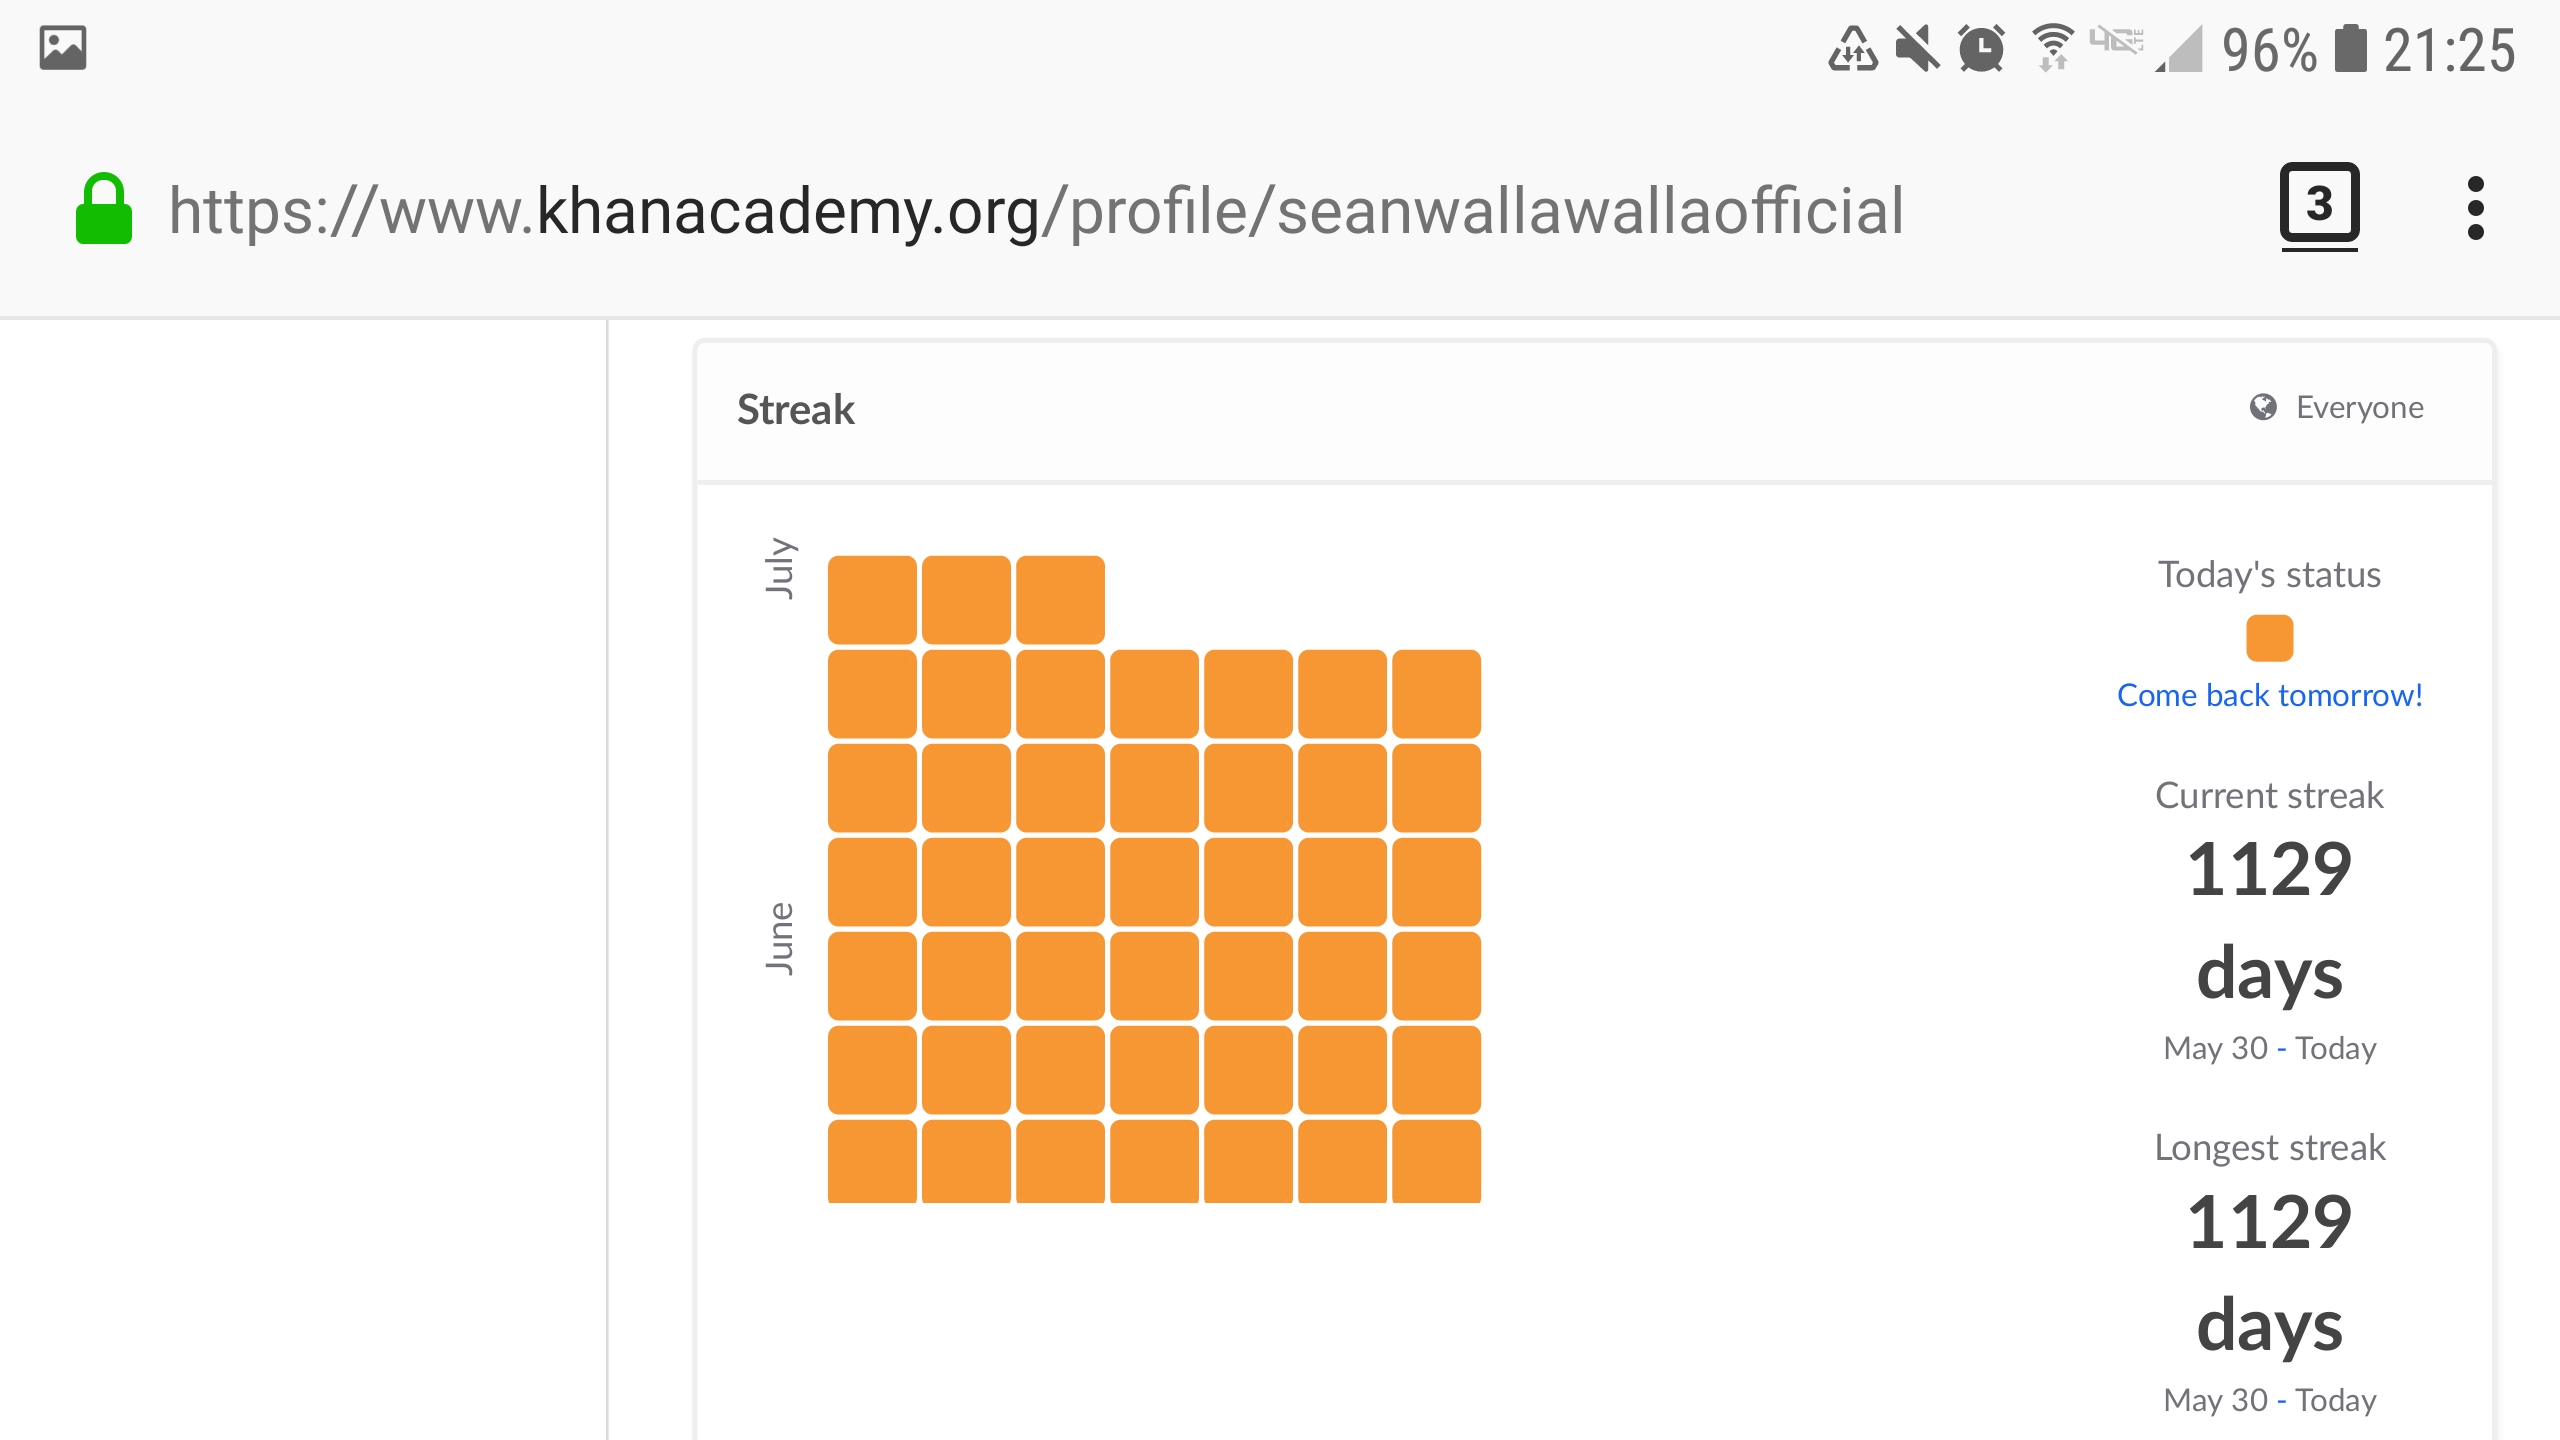 96% 21:25
https://www.khanacademy.org/profile/seanwallawallaofficial
3
Streak
Everyone
July
June
Today's status
Come back tomorrow!
Current streak
1129
days
May 30 - Today
Longest streak
1129
days
May 30 - Today